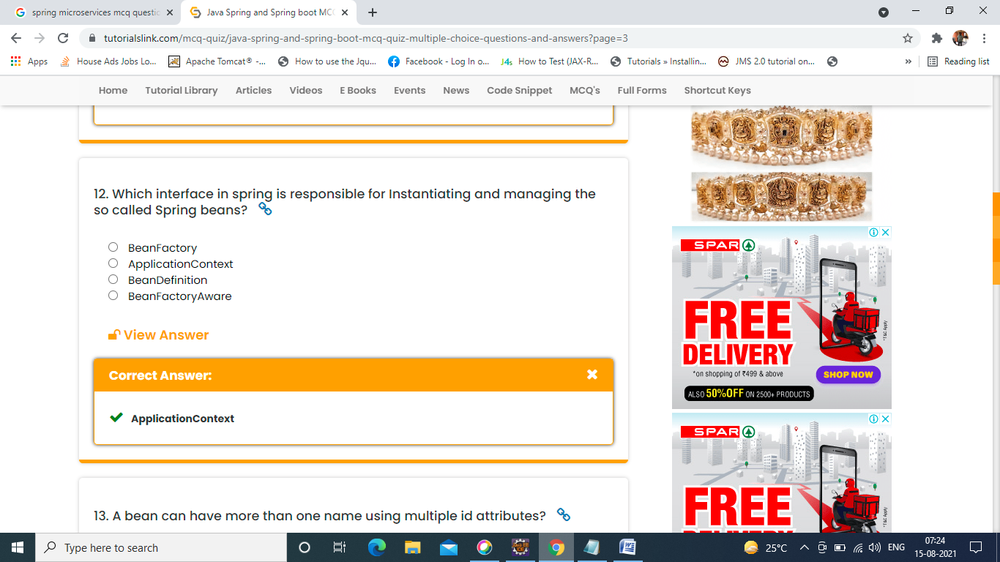 spring microservices mcq questic
Java Spring and Spring boot MC
tutorialslink.com/mcq-quiz/java-spring-and-spring-boot-mcq-quiz-multiple-choice-questions-and-answers?page=3
Apps House Ads Jobs Lo... Apache Tomcat® -... How to use the Jqu... Facebook - Log In o... J4s How to Test (JAX-R... Tutorials » Installin... JMS 2.0 tutorial on... » Reading list
Home Tutorial Library Articles Videos E Books Events News Code Snippet MCQ's Full Forms Shortcut Keys
12. Which interface in spring is responsible for Instantiating and managing the
so called Spring beans?
BeanFactory
ApplicationContext
BeanDefinition
BeanFactoryAware
View Answer
Correct Answer:
ApplicationContext
13. A bean can have more than one name using multiple id attributes?
SPAR
FREE
DELIVERY
*on shopping of ₹499 & above
SHOP NOW
ALSO 50%OFF ON 2500+ PRODUCTS
*T&C Apply
SPAR
FREE
*T&C Apply
Type here to search
25°C
ENG
07:24
15-08-2021